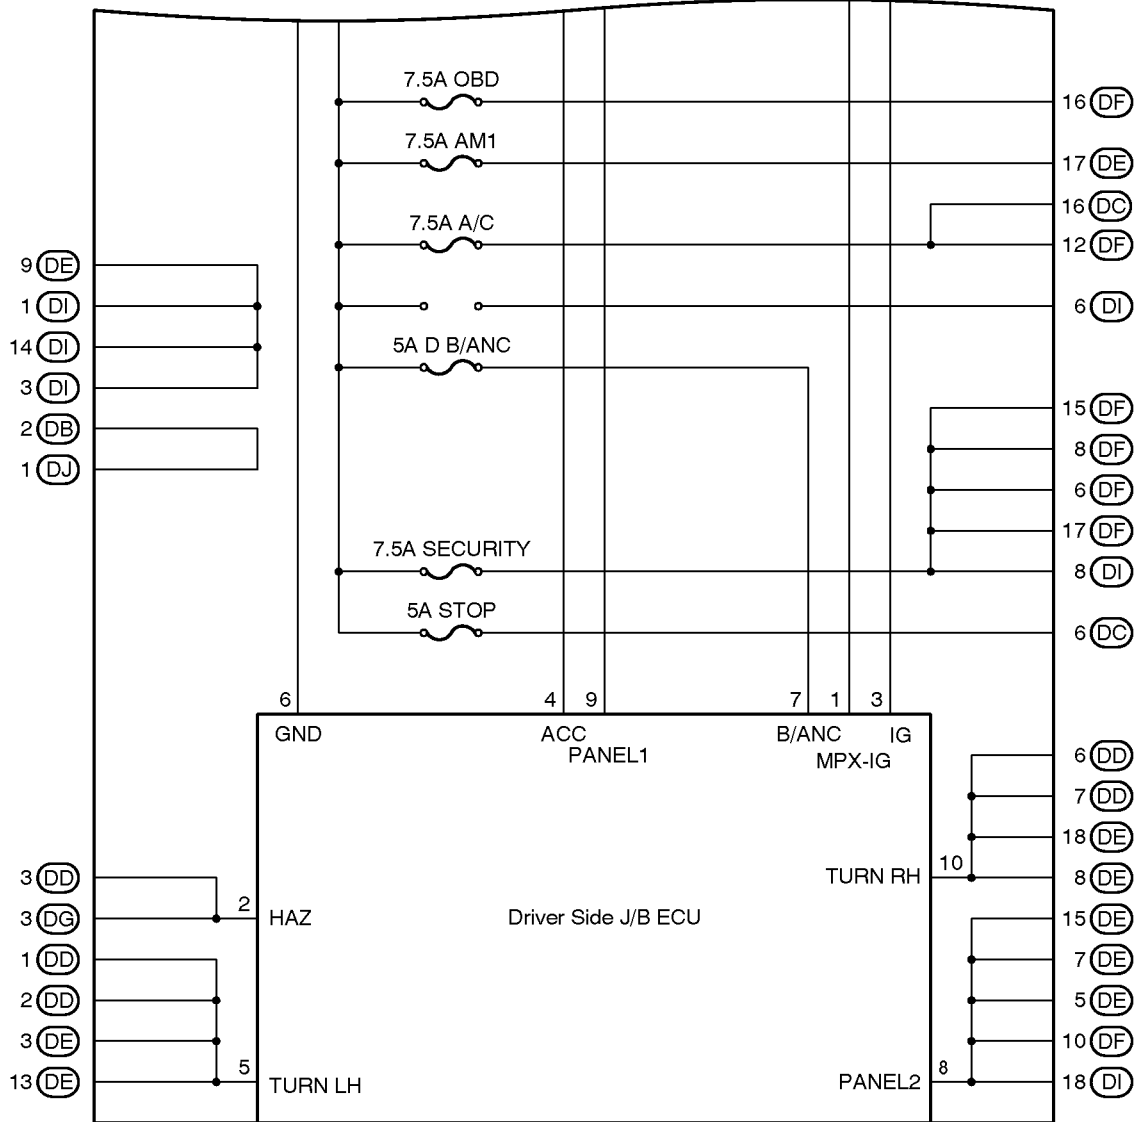 7.5A OBD
16 DF
7.5A AM1
17 DE
16 DC
7.5A A/C
12 DF
9 DE
1 DI
6 DI
14 DI
5A D B/ANC
3 DI
15 DF
2 DB
8 DF
1 DJ
6 DF
17 DF
7.5A SECURITY
8 DI
5A STOP
6 DC
6 4 9 7 1 3
GND ACC B/ANC IG
PANEL1 MPX-IG
6 DD
7 DD
18 DE
3 DD
TURN RH 10 8 DE
3 DG 2 HAZ Driver Side J/B ECU 15 DE
1 DD
7 DE
2 DD
5 DE
3 DE
10 DF
13 DE 5 TURN LH PANEL2 8 18 DI